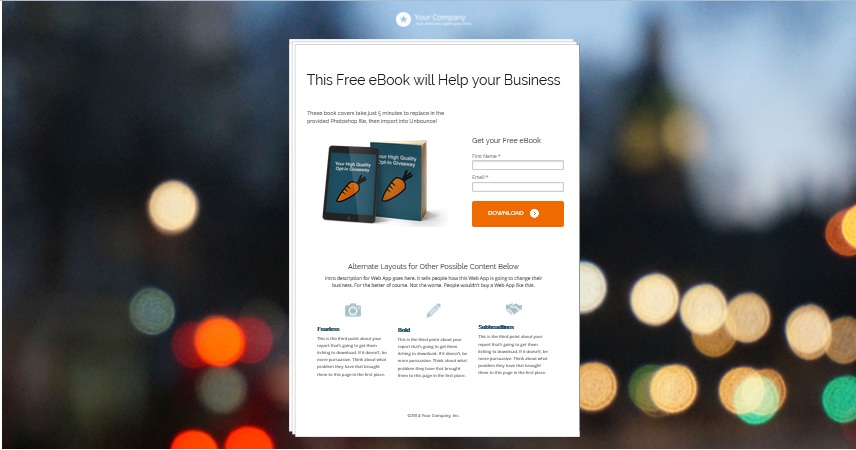 Your Company
This Free eBook will Help your Business
These book covers take just 5 minutes to replace in the
provided Photoshop file, then import into Unbounce!
Your High Quality
Opt-in Giveaway
Your High Quality
Opt-in Giveaway
Get your Free eBook
First Name *
Email *
DOWNLOAD
Alternate Layouts for Other Possible Content Below
Intro description for Web App goes here. It tells people how this Web App is going to change their
business. For the better of course. Not the worse. People wouldn't buy a Web App like that.
Fearless
This is the third point about your
report that's going to get them
itching to download. If it doesn't, be
more persuasive. Think about what
problem they have that brought
them to this page in the first place.
Bold
This is the third point about your
report that's going to get them
itching to download. If it doesn't, be
more persuasive. Think about what
problem they have that brought
them to this page in the first place.
Subheadlines
This is the third point about your
report that's going to get them
itching to download. If it doesn't, be
more persuasive. Think about what
problem they have that brought
them to this page in the first place.
©2014 Your Company, Inc.